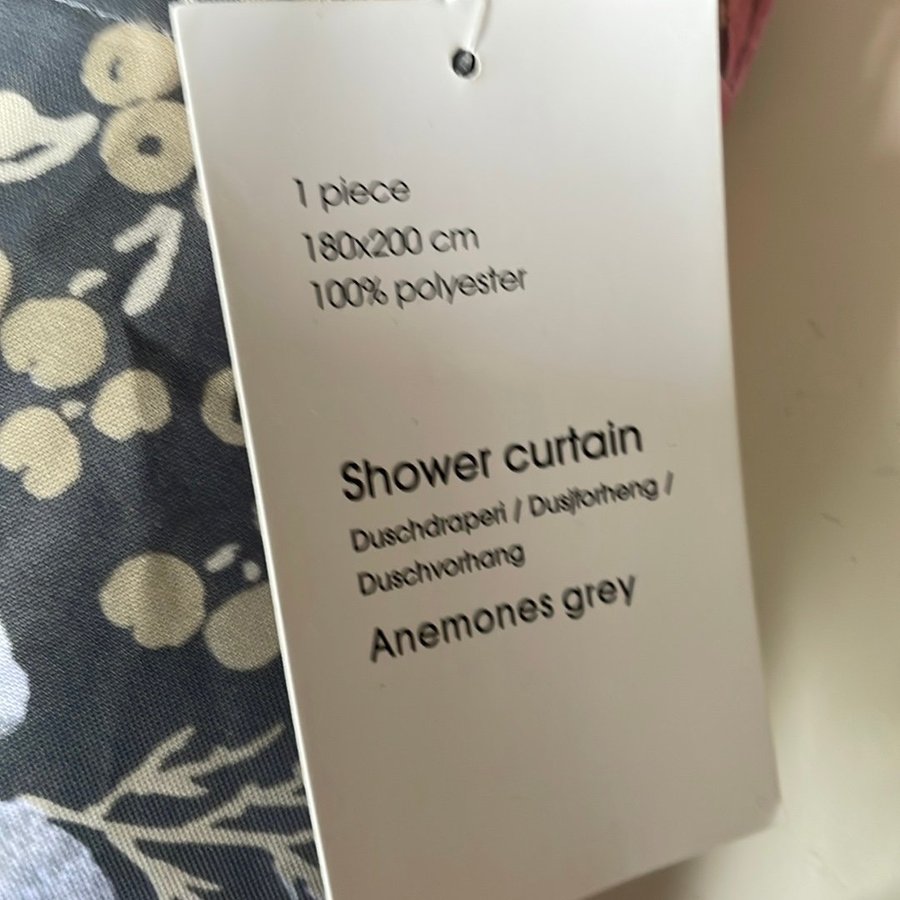 1 piece
180x200 cm
100% polyester
Shower curtain
Duschdraperi / Dusjforheng /
Duschvorhang
Anemones grey